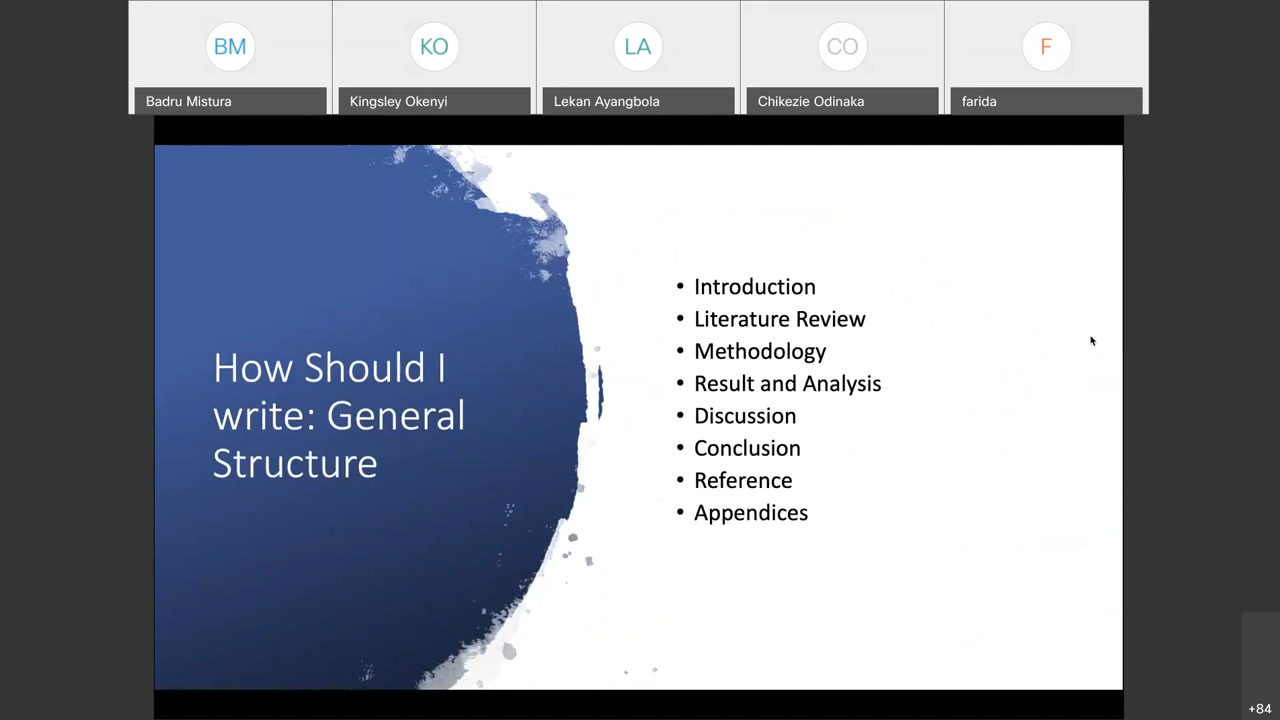 BM
KO
LA
CO
F
Badru Mistura
Kingsley Okenyi
Lekan Ayangbola
Chikezie Odinaka
farida
How Should I
write: General
Structure
• Introduction
• Literature Review
• Methodology
• Result and Analysis
• Discussion
• Conclusion
• Reference
• Appendices
+84